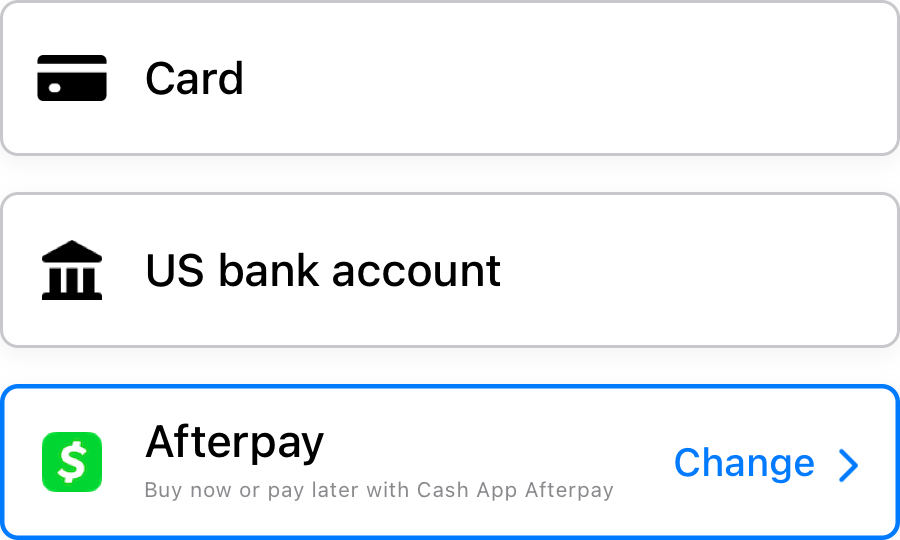 Card
US bank account
Afterpay
Buy now or pay later with Cash App Afterpay
Change